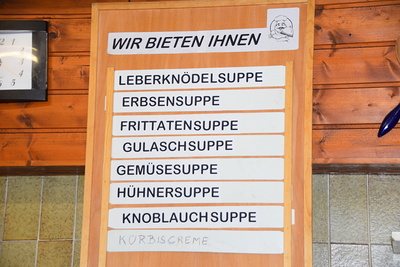 WIR BIETEN IHNEN
LEBERKNÖDELSUPPE
ERBSENSUPPE
FRITTATENSUPPE
GULASCHSUPPE
GEMÜSESUPPE
HÜHNERSUPPE
KNOBLAUCHSUPPE
KÜRBISCREME